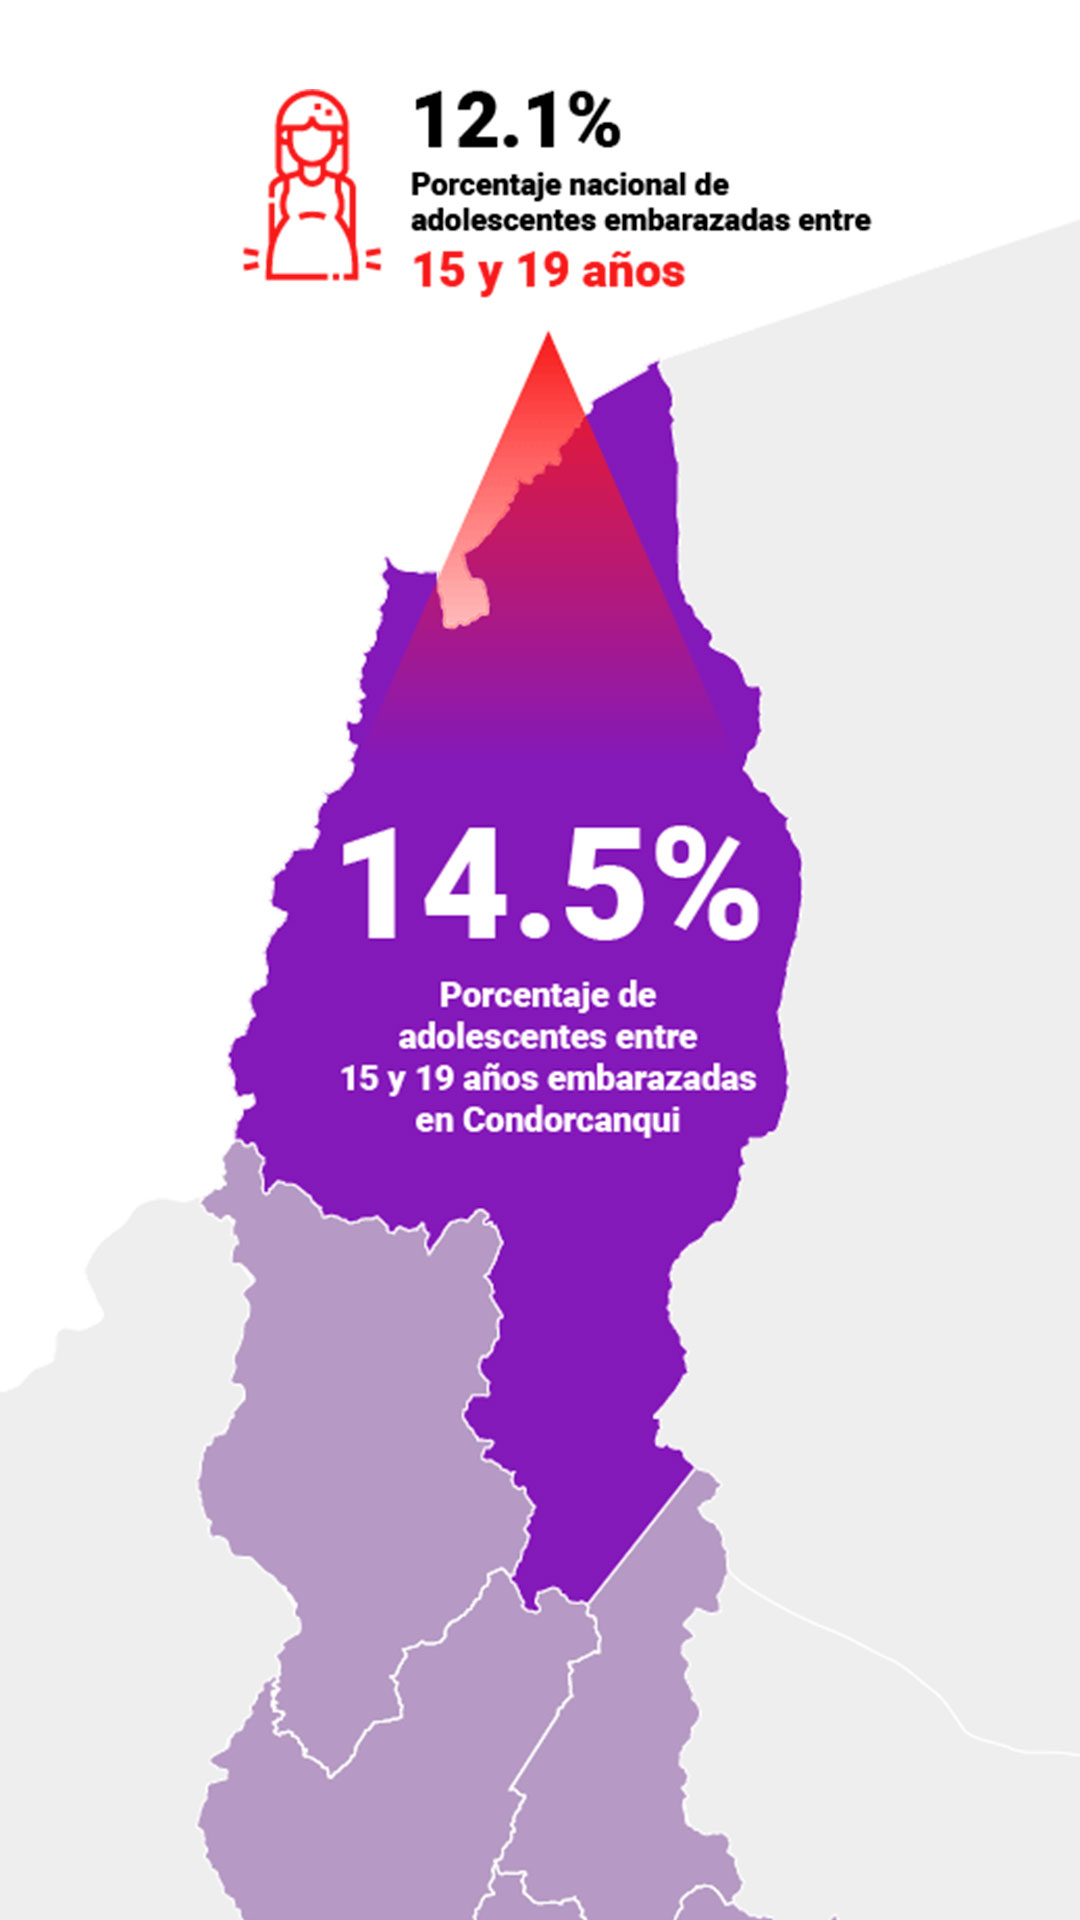 12.1%
Porcentaje nacional de
adolescentes embarazadas entre
15 y 19 años
14.5%
Porcentaje de
adolescentes entre
15 y 19 años embarazadas
en Condorcanqui